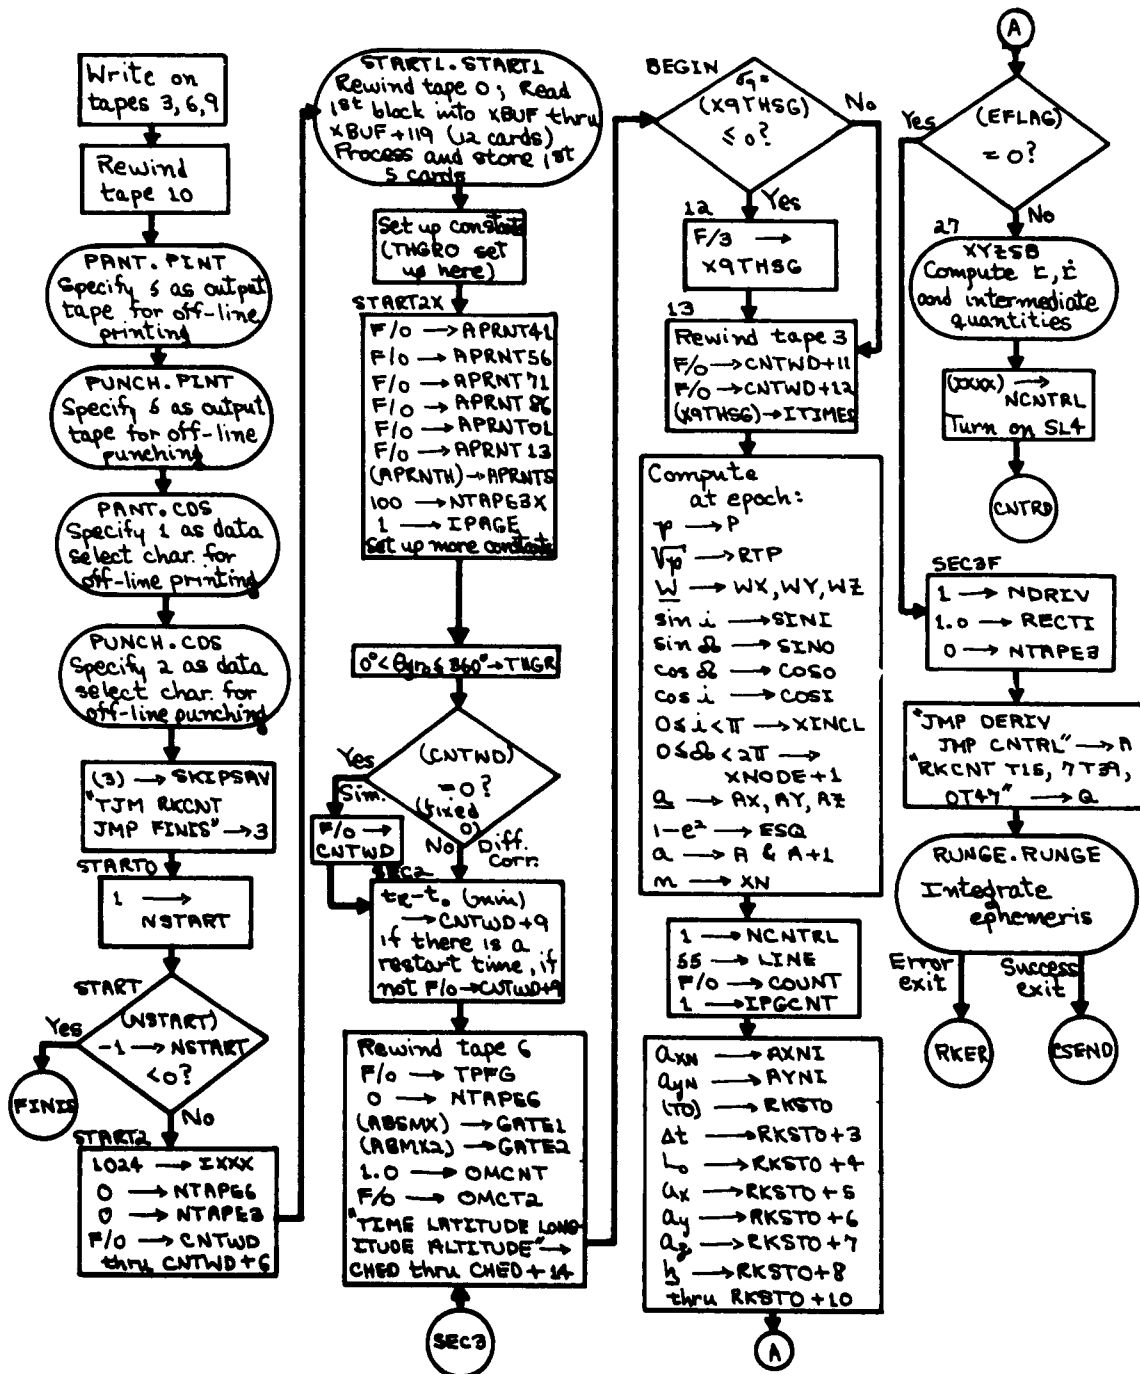 Write on
tapes 3,6,9
Rewind
tape 10
PANT.PINT
Specify 5 as output
tape for off-line
printing
PUNCH.PINT
Specify 5 as output
tape for off-line
punching
PANT.CDS
Specify 1 as data
select char. for
off-line printing
PUNCH.CDS
Specify 2 as data
select char. for
off-line punching
(3) → SKIPSAV
"TJM RKCNT
JMP FINIS" → 3
START0
1 →
NSTART
START
(NSTART)
-1 → NSTART
<0?
Yes
FINIS
No
START2
1024 → IXXX
0 → NTAPE6
0 → NTAPE3
F/0 → CNTWD
thru CNTWD+6
START1.START1
Rewind tape 0; Read
1st block into XBUF thru
XBUF+119 (12 cards)
Process and store 1st
5 cards
Set up constants
(THGRO set
up here)
START2X
F/0 → APRNT41
F/0 → APRNT56
F/0 → APRNT71
F/0 → APRNT86
F/0 → APRNT01
F/0 → APRNT13
(APRNTH) → APRNTS
100 → NTAPE3X
1 → IPAGE
Set up more constants
0° < θgro ≤ 360° → THGR
(CNTWD)
=0?
(fixed
0)
Yes
Sim.
F/0 →
CNTWD
No
Diff.
Corr.
SEC2
tR-t₀ (min)
→ CNTWD+9
if there is a
restart time, if
not F/0 → CNTWD+9
Rewind tape 6
F/0 → TPFG
0 → NTAPE6
(ABSMX) → GATE1
(ABMX2) → GATE2
1.0 → OMCNT
F/0 → OMCT2
"TIME LATITUDE LONG-
ITUDE ALTITUDE" →
CHED thru CHED+14
SEC3
BEGIN
σ9=
(X9THSG)
≤ 0?
No
Yes
12
F/3 →
X9THSG
13
Rewind tape 3
F/0 → CNTWD+11
F/0 → CNTWD+12
(X9THSG) → ITIMES
Compute
at epoch:
p → P
√p → RTP
W → WX, WY, WZ
sin i → SINI
sin Ω → SINO
cos Ω → COSO
cos i → COSI
0≤i<π → XINCL
0≤Ω<2π →
XNODE+1
a → AX, AY, AZ
1-e² → ESQ
a → A & A+1
n → XN
1 → NCNTRL
55 → LINE
F/0 → COUNT
1 → IPGCNT
axN → AXNI
ayN → AYNI
(TO) → RKSTO
Δt → RKSTO+3
L₀ → RKSTO+4
ax → RKSTO+5
ay → RKSTO+6
az → RKSTO+7
h → RKSTO+8
thru RKSTO+10
A
A
(EFLAG)
=0?
Yes
No
27
XYZSB
Compute r, ṙ
and intermediate
quantities
(XXXX) →
NCNTRL
Turn on SL4
CNTRD
SEC3F
1 → NDRIV
1.0 → RECTI
0 → NTAPE3
"JMP DERIV
JMP CNTRL" → A
"RKCNT T15, 7T39,
0T47" → Q
RUNGE.RUNGE
Integrate
ephemeris
Error
exit
Success
exit
RKER
CSEND